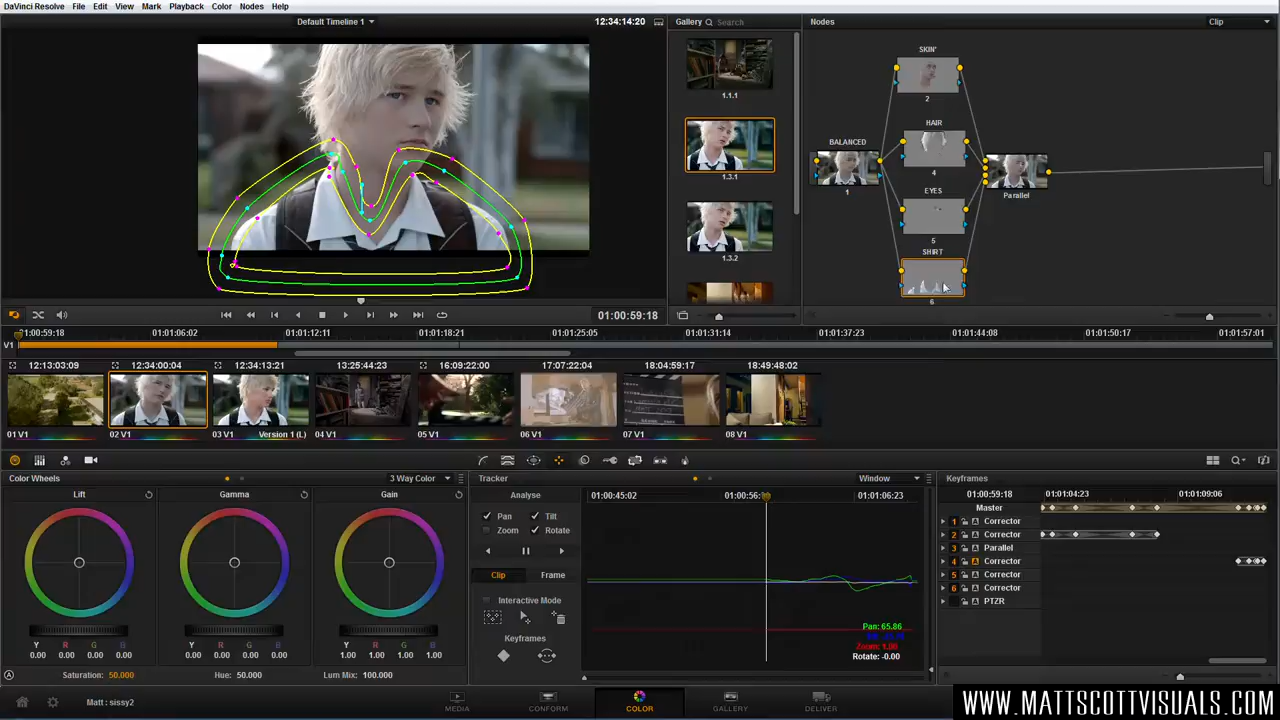 DaVinci Resolve File Edit View Mark Playback Color Nodes Help
Default Timeline 1 12:34:14:20 Gallery Search Nodes Clip
SKIN'
2
1.1.1
HAIR
BALANCED
4
1.3.1
1
EYES
Parallel
5
SHIRT
1.3.2
6
01:00:59:18
01:00:59:18 01:01:06:02 01:01:12:11 01:01:18:21 01:01:25:05 01:01:31:14 01:01:37:23 01:01:44:08 01:01:50:17 01:01:57:01
V1
12:13:03:09 12:34:00:04 12:34:13:21 13:25:44:23 16:09:22:00 17:07:22:04 18:04:59:17 18:49:48:02
01 V1 02 V1 03 V1 Version 1 (L) 04 V1 05 V1 06 V1 07 V1 08 V1
Color Wheels 3 Way Color Tracker Window Keyframes
Lift Gamma Gain Analyse 01:00:45:02 01:00:56: 01:01:06:23 01:00:59:18 01:01:04:23 01:01:09:06
Master
Pan Tilt
1 Corrector
Zoom Rotate
2 Corrector
3 Parallel
4 Corrector
Clip Frame
5 Corrector
6 Corrector
Interactive Mode
PTZR
Pan: 65.86
Keyframes
Zoom: 1.00
Rotate: -0.00
Y R G B Y R G B Y R G B
0.00 0.00 0.00 0.00 0.00 0.00 0.00 0.00 1.00 1.00 1.00 1.00
A Saturation: 50.000 Hue: 50.000 Lum Mix: 100.000
Matt : sissy2 MEDIA CONFORM COLOR GALLERY DELIVER
WWW.MATTSCOTTVISUALS.COM